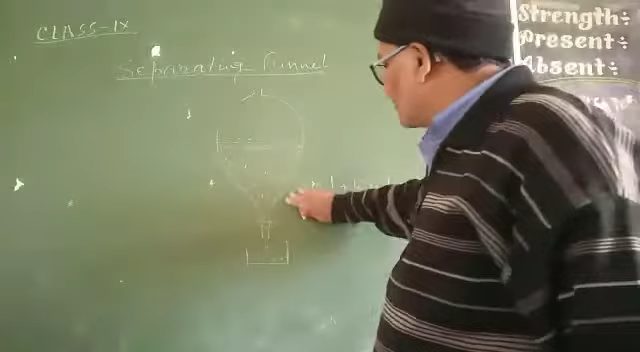 CLASS-IX
Separating Funnel
Strength÷
Present÷
Absent÷